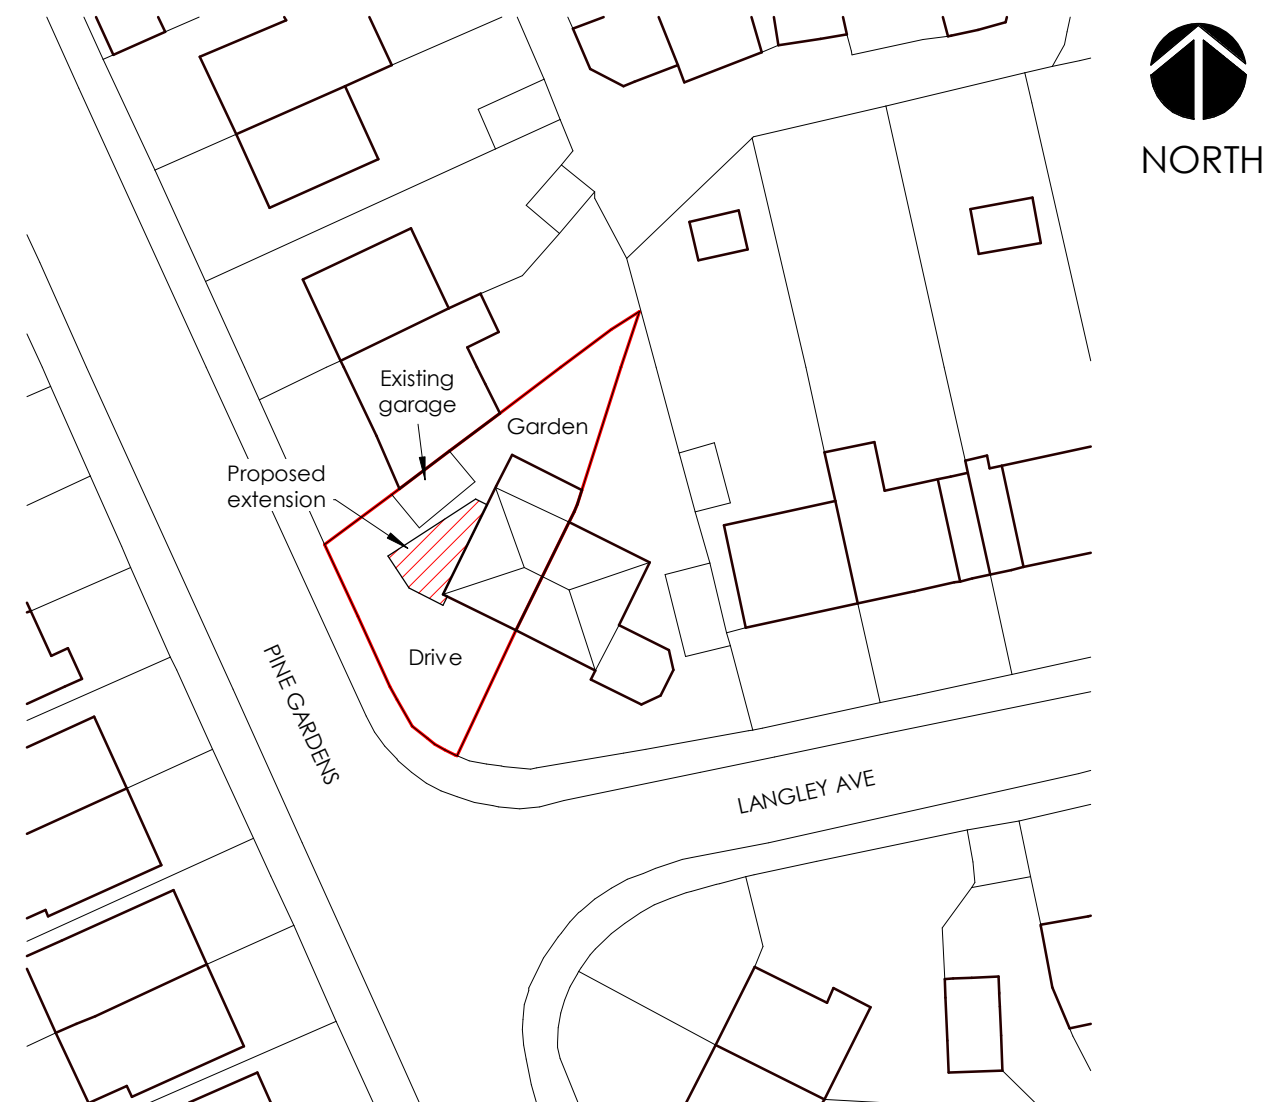 NORTH
Existing
garage
Garden
Proposed
extension
Drive
PINE GARDENS
LANGLEY AVE